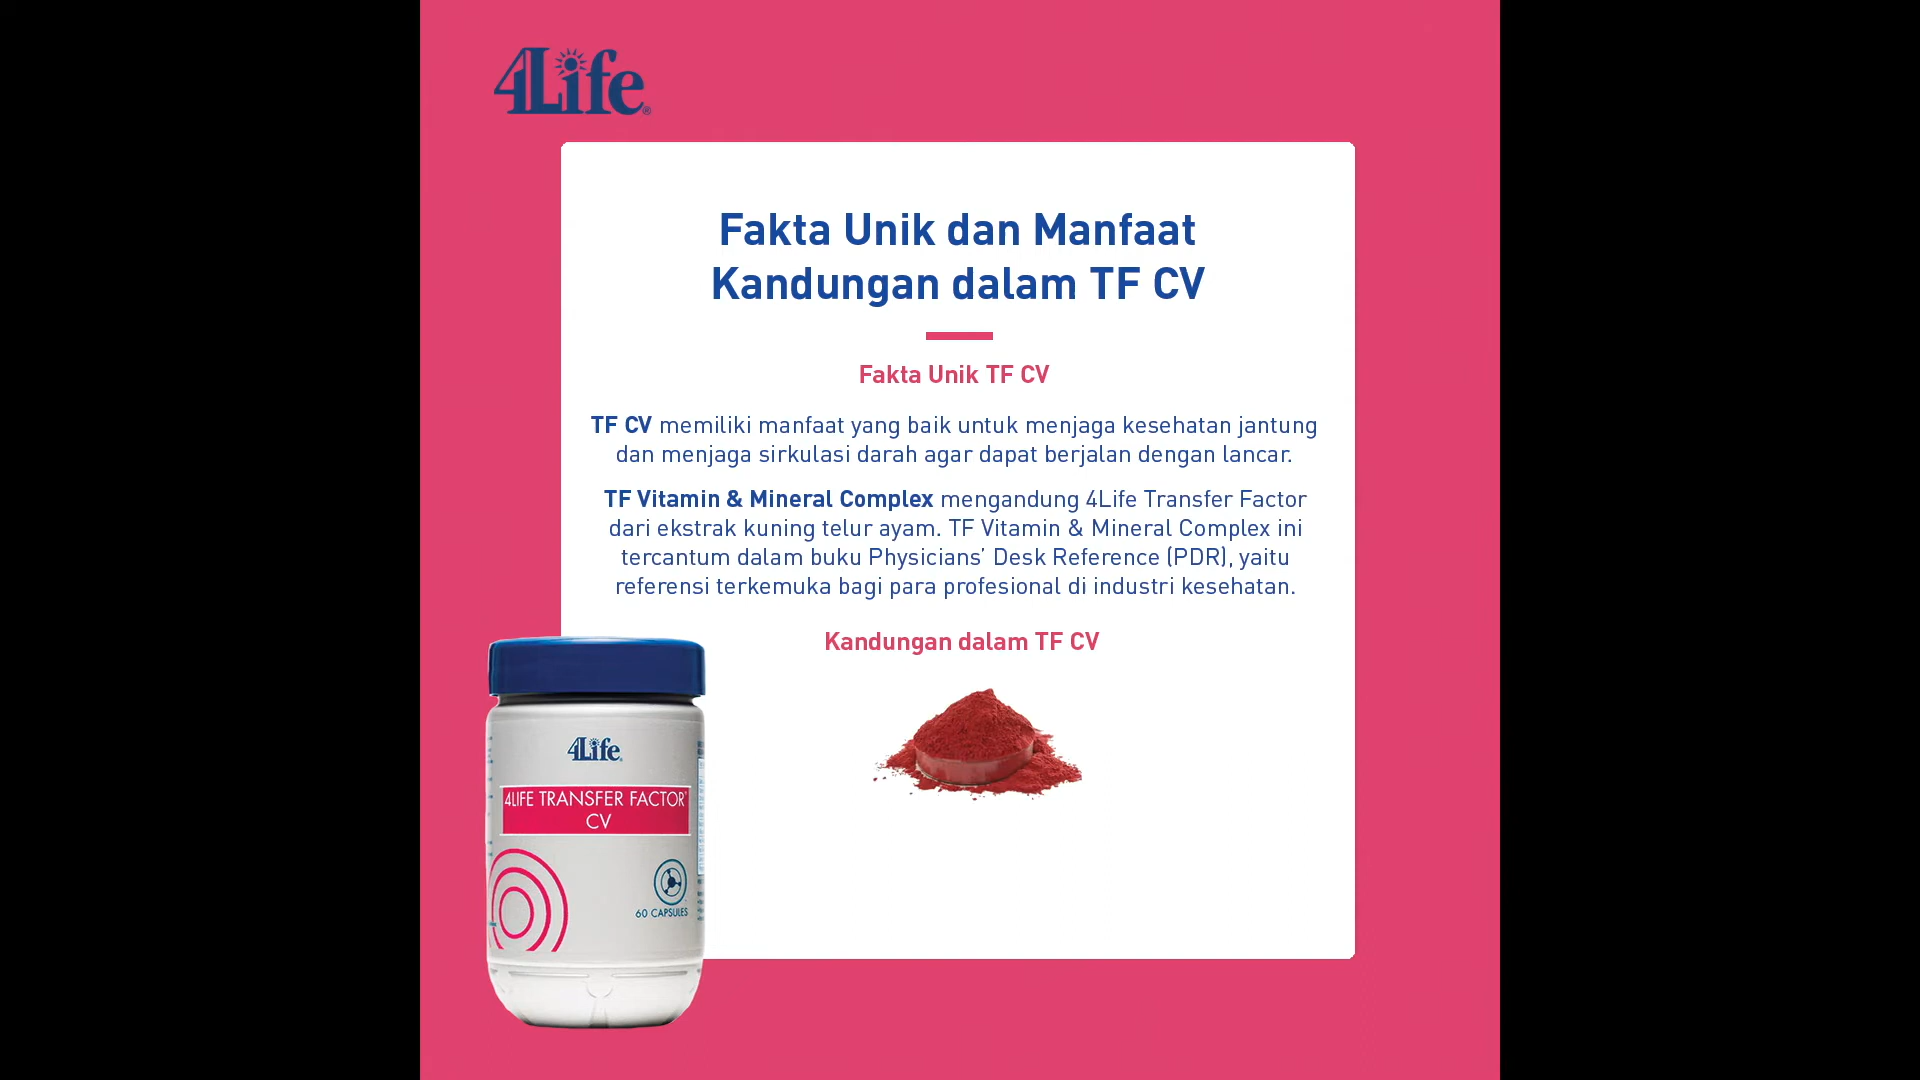 4Life®
Fakta Unik dan Manfaat
Kandungan dalam TF CV
Fakta Unik TF CV
TF CV memiliki manfaat yang baik untuk menjaga kesehatan jantung
dan menjaga sirkulasi darah agar dapat berjalan dengan lancar.
TF Vitamin & Mineral Complex mengandung 4Life Transfer Factor
dari ekstrak kuning telur ayam. TF Vitamin & Mineral Complex ini
tercantum dalam buku Physicians’ Desk Reference (PDR), yaitu
referensi terkemuka bagi para profesional di industri kesehatan.
Kandungan dalam TF CV
4Life
4LIFE TRANSFER FACTOR
CV
60 CAPSULES